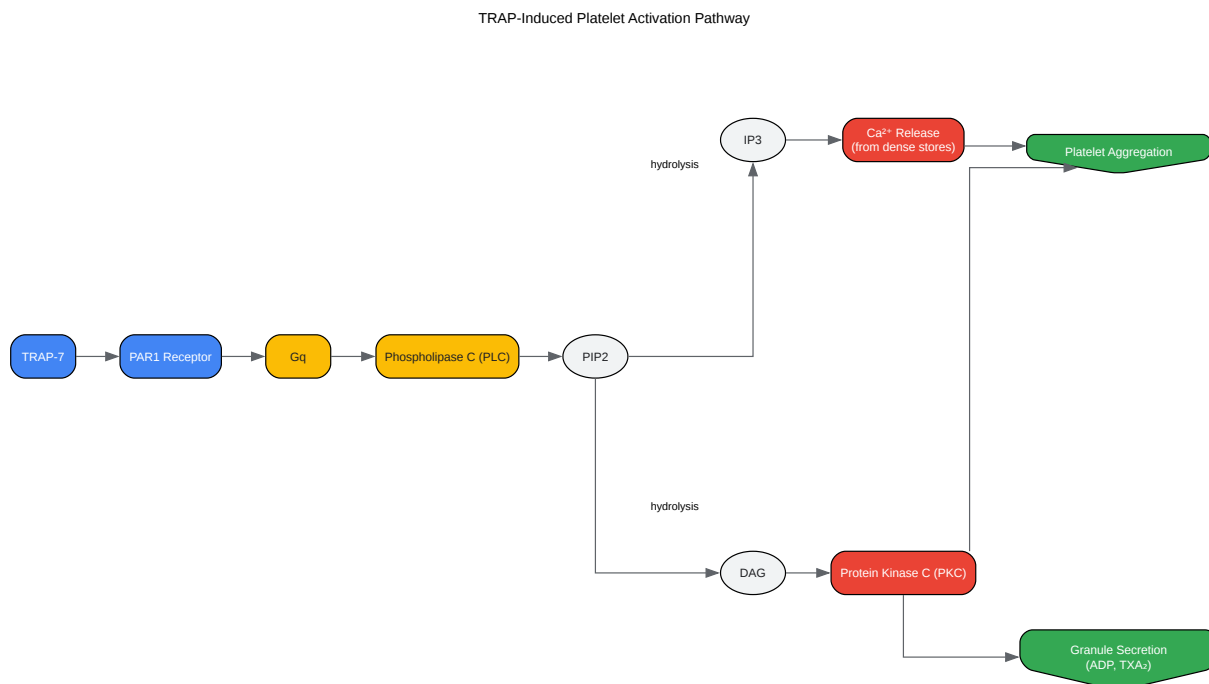 TRAP-Induced Platelet Activation Pathway
IP3
Ca²⁺ Release
(from dense stores)
Platelet Aggregation
hydrolysis
TRAP-7
PAR1 Receptor
Gq
Phospholipase C (PLC)
PIP2
hydrolysis
DAG
Protein Kinase C (PKC)
Granule Secretion
(ADP, TXA₂)